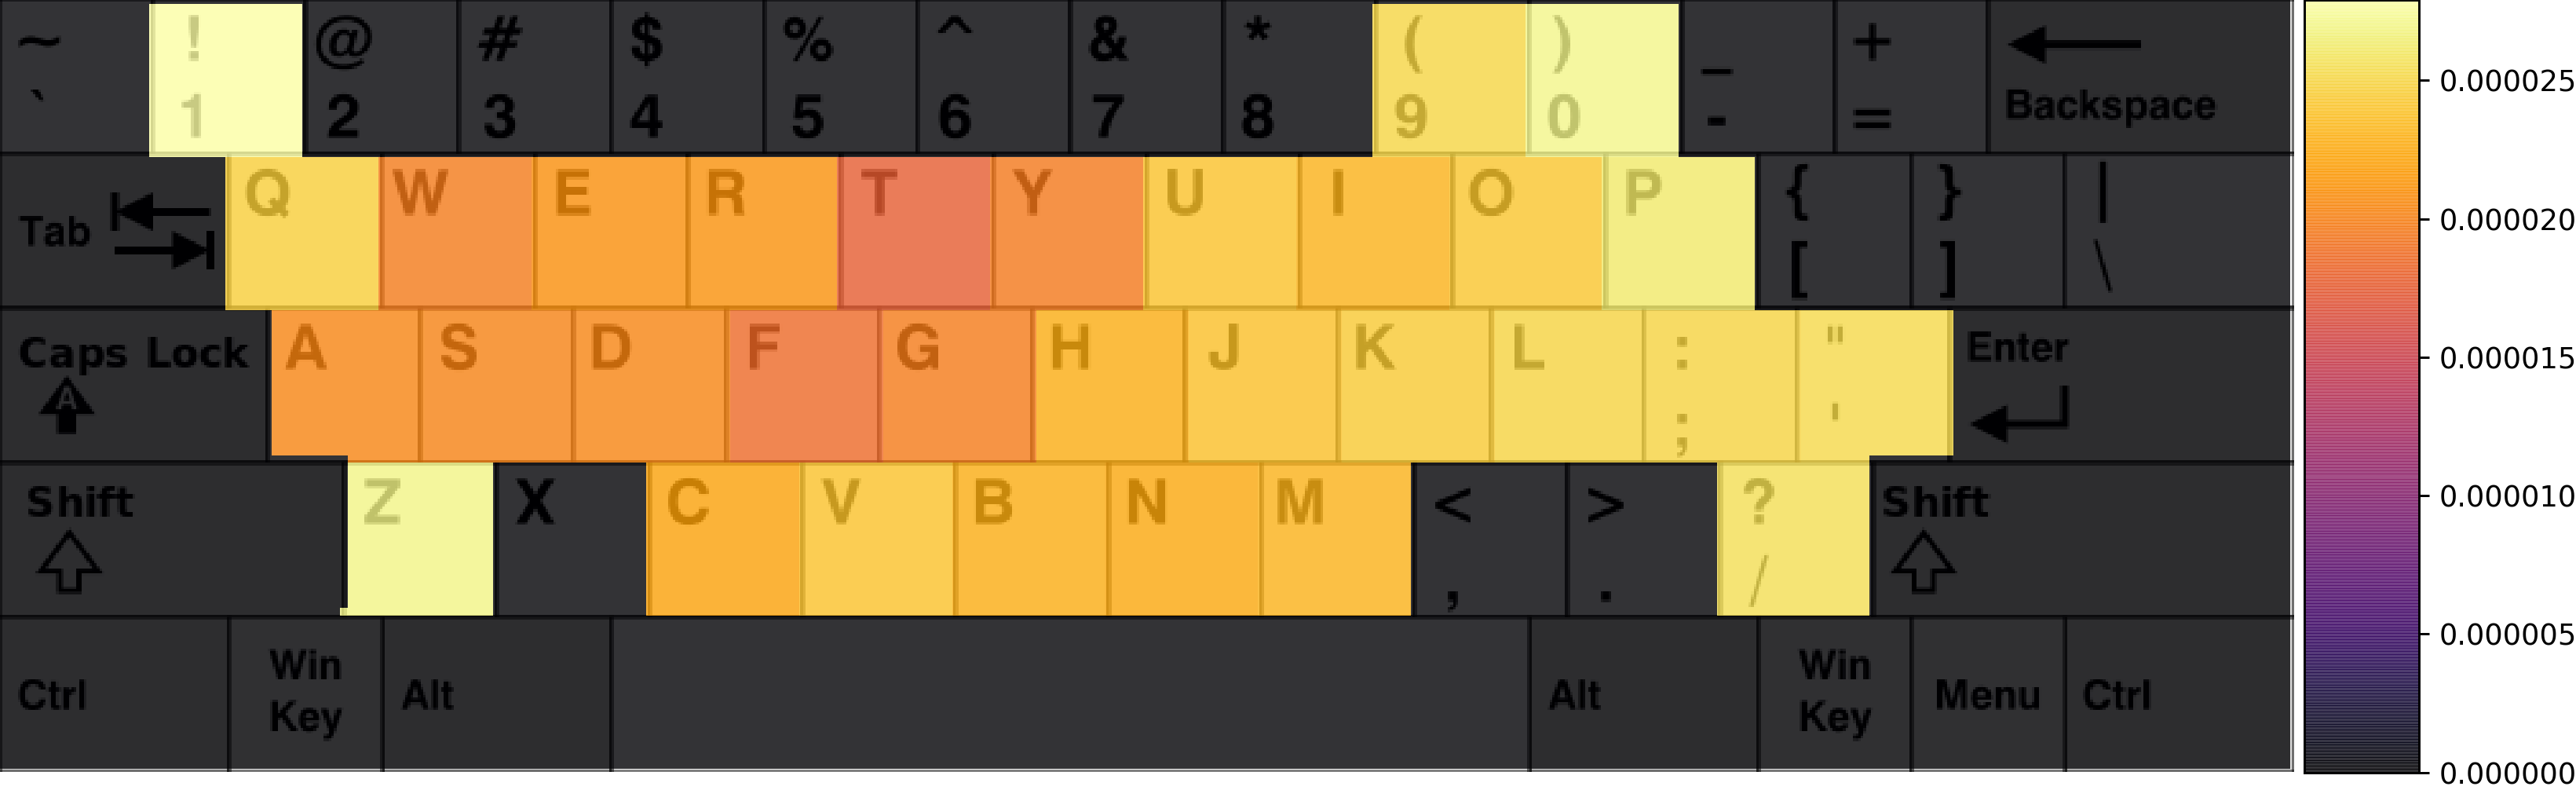 ~ ! @ # $ % ^ & * ( ) _ +
` 1 2 3 4 5 6 7 8 9 0 - = Backspace
Tab Q W E R T Y U I O P { } |
[ ] \
Caps Lock A S D F G H J K L : " Enter
A ; '
Shift Z X C V B N M < > ? Shift
, . /
Ctrl Win Key Alt Alt Win Key Menu Ctrl
0.000025
0.000020
0.000015
0.000010
0.000005
0.000000